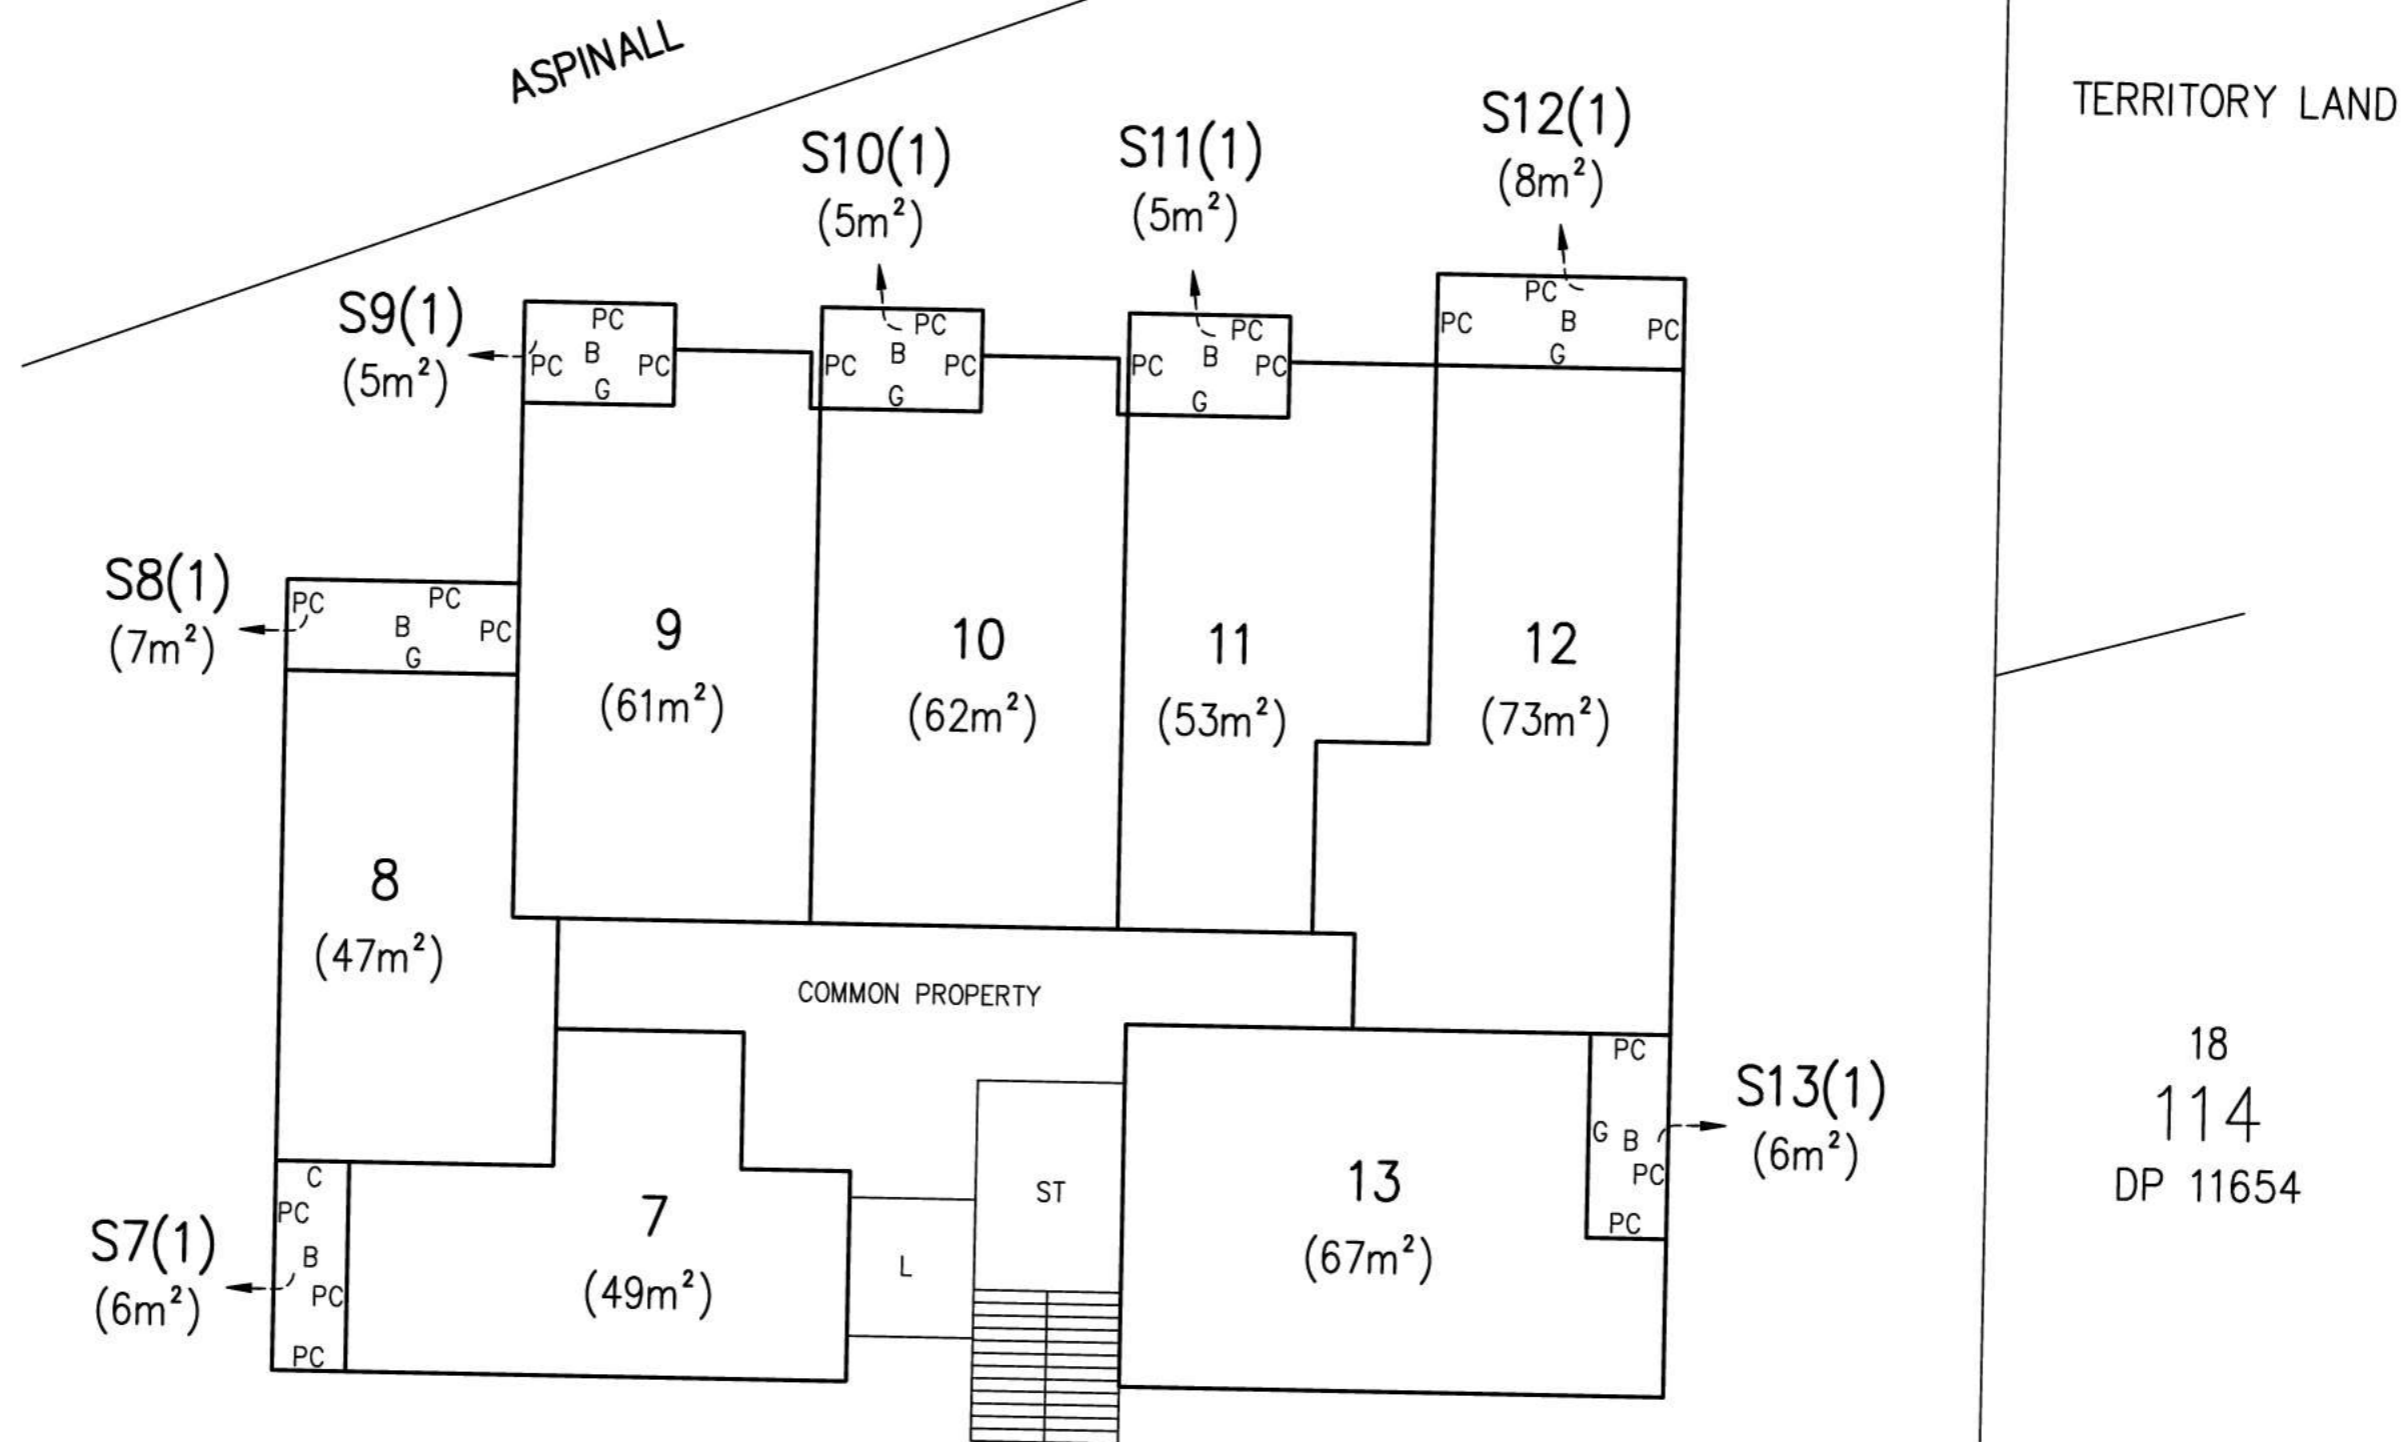 ASPINALL
TERRITORY LAND
S12(1)
(8m²)
S10(1)
(5m²)
S11(1)
(5m²)
S9(1)
(5m²)
PC
PC B PC
G
PC
PC B PC
G
PC
PC B PC
G
PC
PC B PC
G
S8(1)
(7m²)
PC PC
B PC
G
9
(61m²)
10
(62m²)
11
(53m²)
12
(73m²)
8
(47m²)
COMMON PROPERTY
S7(1)
(6m²)
C
PC
B
PC
PC
7
(49m²)
L
ST
13
(67m²)
PC
G B
PC
PC
S13(1)
(6m²)
18
114
DP 11654